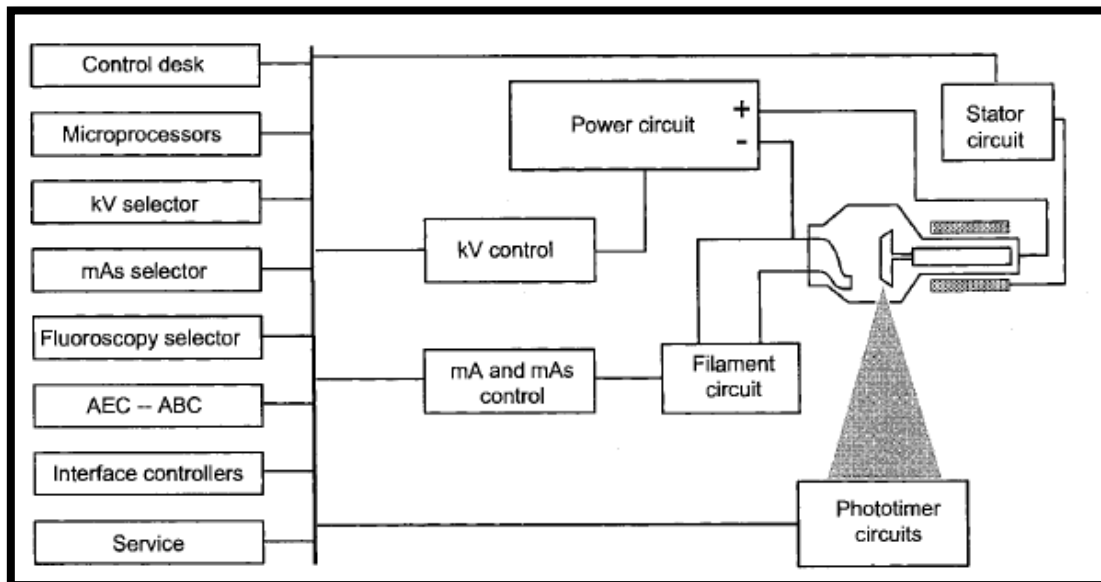 Control desk
Microprocessors
kV selector
mAs selector
Fluoroscopy selector
AEC -- ABC
Interface controllers
Service
Power circuit
+
-
kV control
mA and mAs
control
Filament
circuit
Stator
circuit
Phototimer
circuits